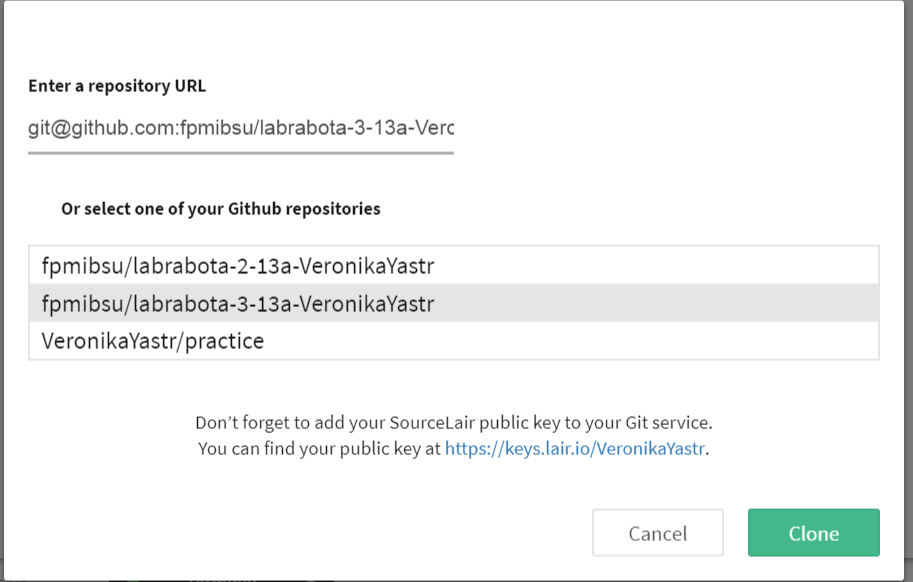 Enter a repository URL
git@github.com:fpmibsu/labrabota-3-13a-Verc
Or select one of your Github repositories
fpmibsu/labrabota-2-13a-VeronikaYastr
fpmibsu/labrabota-3-13a-VeronikaYastr
VeronikaYastr/practice
Don’t forget to add your SourceLair public key to your Git service.
You can find your public key at https://keys.lair.io/VeronikaYastr.
Cancel
Clone